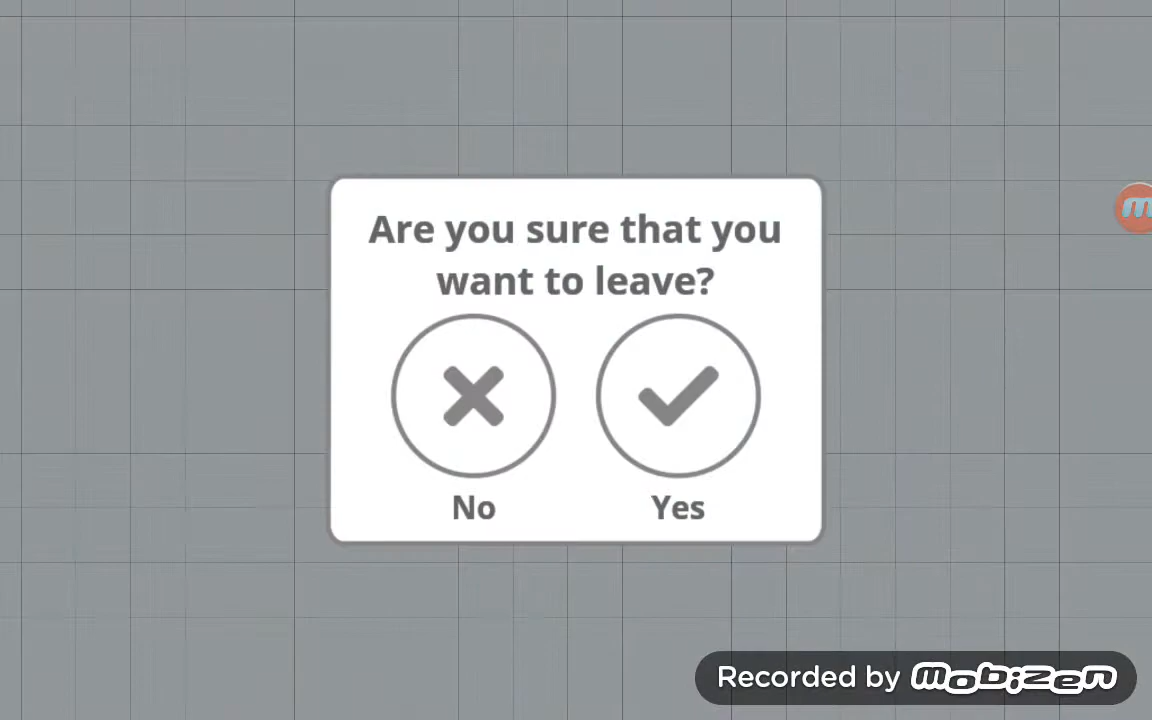 Are you sure that you
want to leave?
No
Yes
Recorded by mobizen